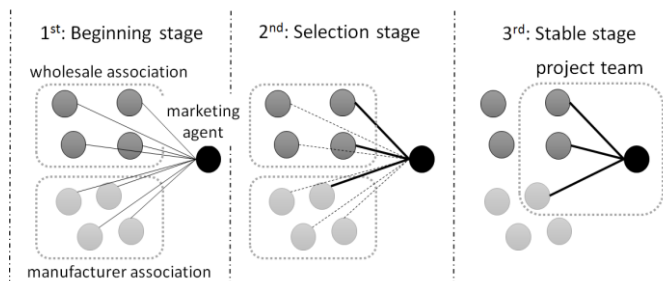 1st: Beginning stage
2nd: Selection stage
3rd: Stable stage
wholesale association
marketing
agent
manufacturer association
project team